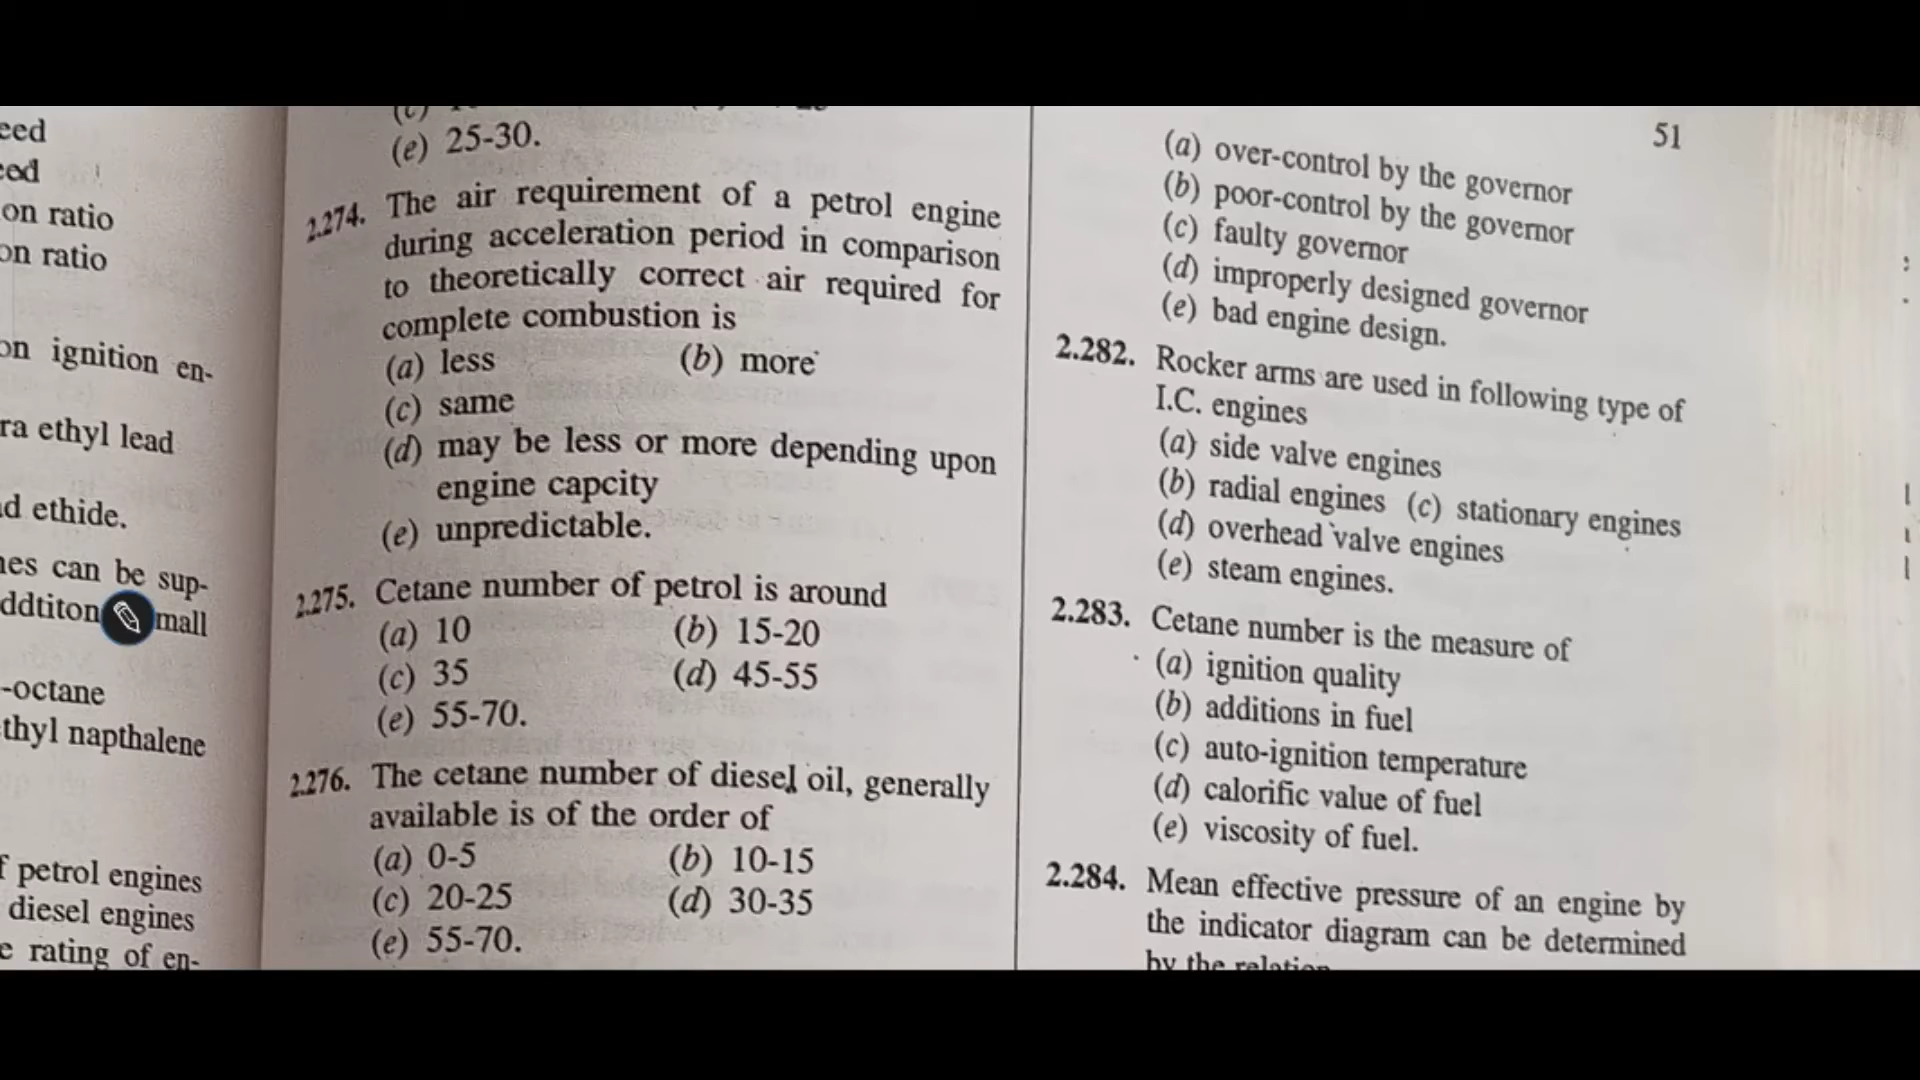 eed
eed
on ratio
on ratio
on ignition en-
ra ethyl lead
d ethide.
nes can be sup-
ddtiton mall
-octane
thyl napthalene
f petrol engines
diesel engines
e rating of en-
(e) 25-30.
2.274. The air requirement of a petrol engine
during acceleration period in comparison
to theoretically correct air required for
complete combustion is
(a) less (b) more
(c) same
(d) may be less or more depending upon
engine capcity
(e) unpredictable.
2.275. Cetane number of petrol is around
(a) 10 (b) 15-20
(c) 35 (d) 45-55
(e) 55-70.
2.276. The cetane number of diesel oil, generally
available is of the order of
(a) 0-5 (b) 10-15
(c) 20-25 (d) 30-35
(e) 55-70.
51
(a) over-control by the governor
(b) poor-control by the governor
(c) faulty governor
(d) improperly designed governor
(e) bad engine design.
2.282. Rocker arms are used in following type of
I.C. engines
(a) side valve engines
(b) radial engines (c) stationary engines
(d) overhead valve engines
(e) steam engines.
2.283. Cetane number is the measure of
(a) ignition quality
(b) additions in fuel
(c) auto-ignition temperature
(d) calorific value of fuel
(e) viscosity of fuel.
2.284. Mean effective pressure of an engine by
the indicator diagram can be determined
by the relation